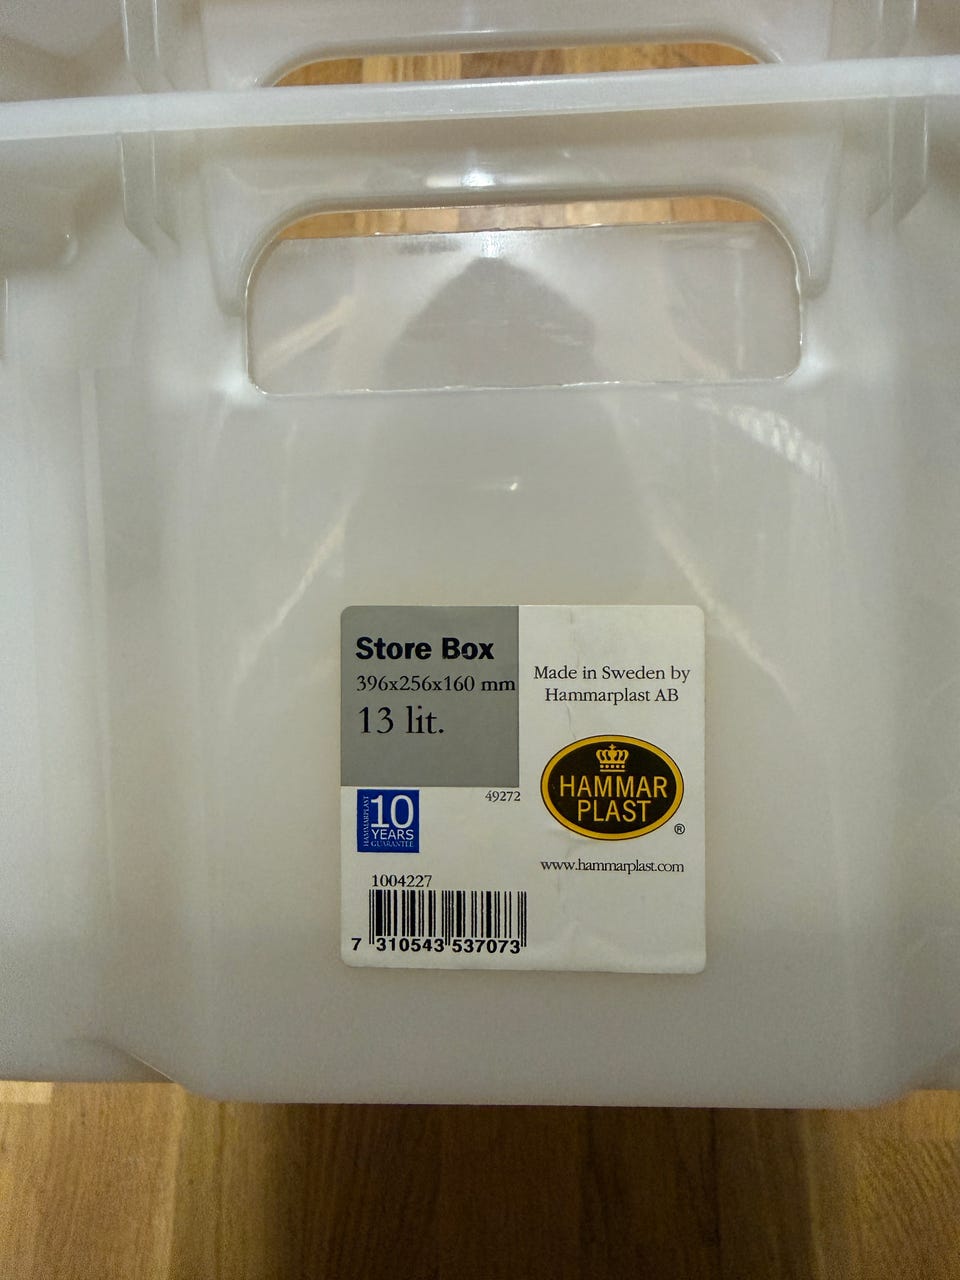 Store Box
396x256x160 mm
13 lit.
Made in Sweden by
Hammarplast AB
HAMMAR
PLAST
®
www.hammarplast.com
49272
HAMMARPLAST
10
YEARS
GUARANTEE
1004227
7 310543 537073